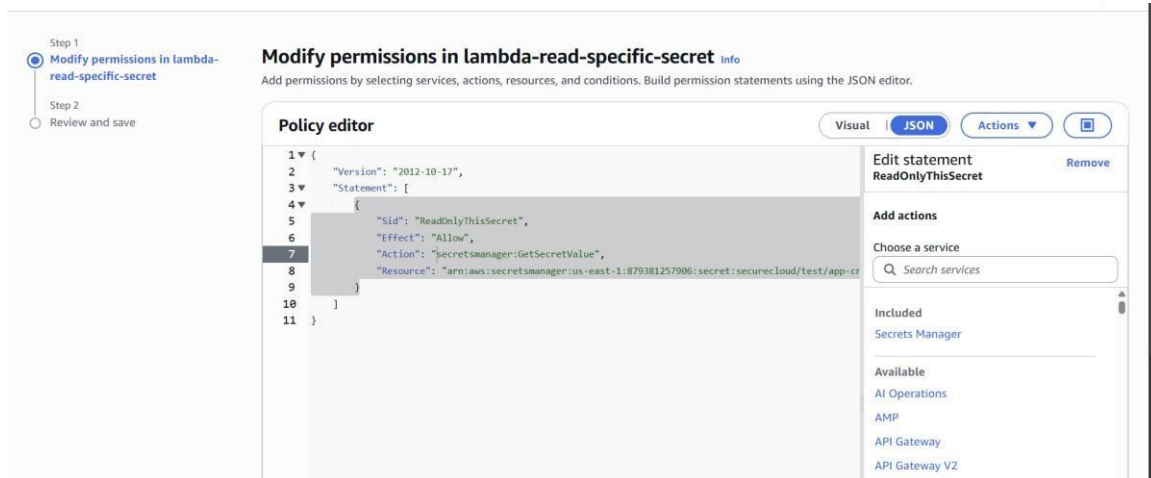 Step 1
Modify permissions in lambda-
read-specific-secret
Step 2
Review and save
Modify permissions in lambda-read-specific-secret Info
Add permissions by selecting services, actions, resources, and conditions. Build permission statements using the JSON editor.
Policy editor
Visual | JSON Actions ▼
1 ▼ {
2 "Version": "2012-10-17",
3 ▼ "Statement": [
4 ▼ {
5 "Sid": "ReadOnlyThisSecret",
6 "Effect": "Allow",
7 "Action": "secretsmanager:GetSecretValue",
8 "Resource": "arn:aws:secretsmanager:us-east-1:879381257906:secret:securecloud/test/app-cr
9 }
10 ]
11 }
Edit statement Remove
ReadOnlyThisSecret
Add actions
Choose a service
Search services
Included
Secrets Manager
Available
AI Operations
AMP
API Gateway
API Gateway V2